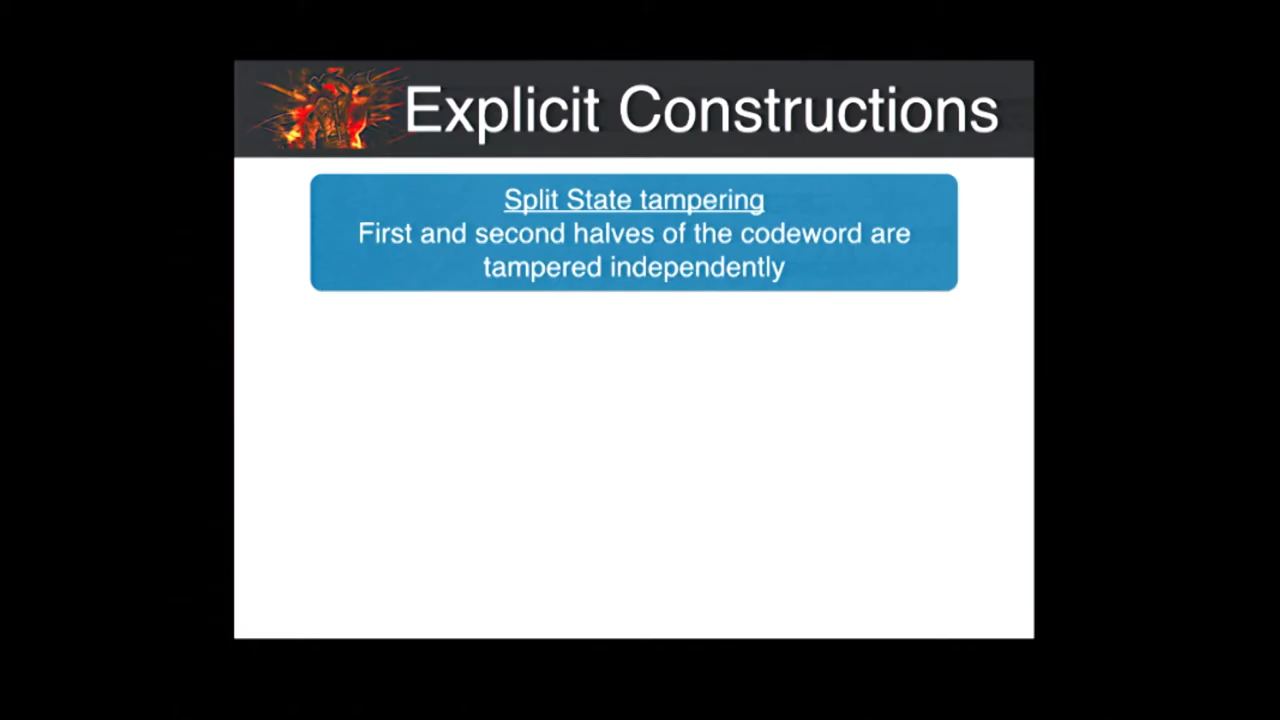 Explicit Constructions
Split State tampering
First and second halves of the codeword are
tampered independently